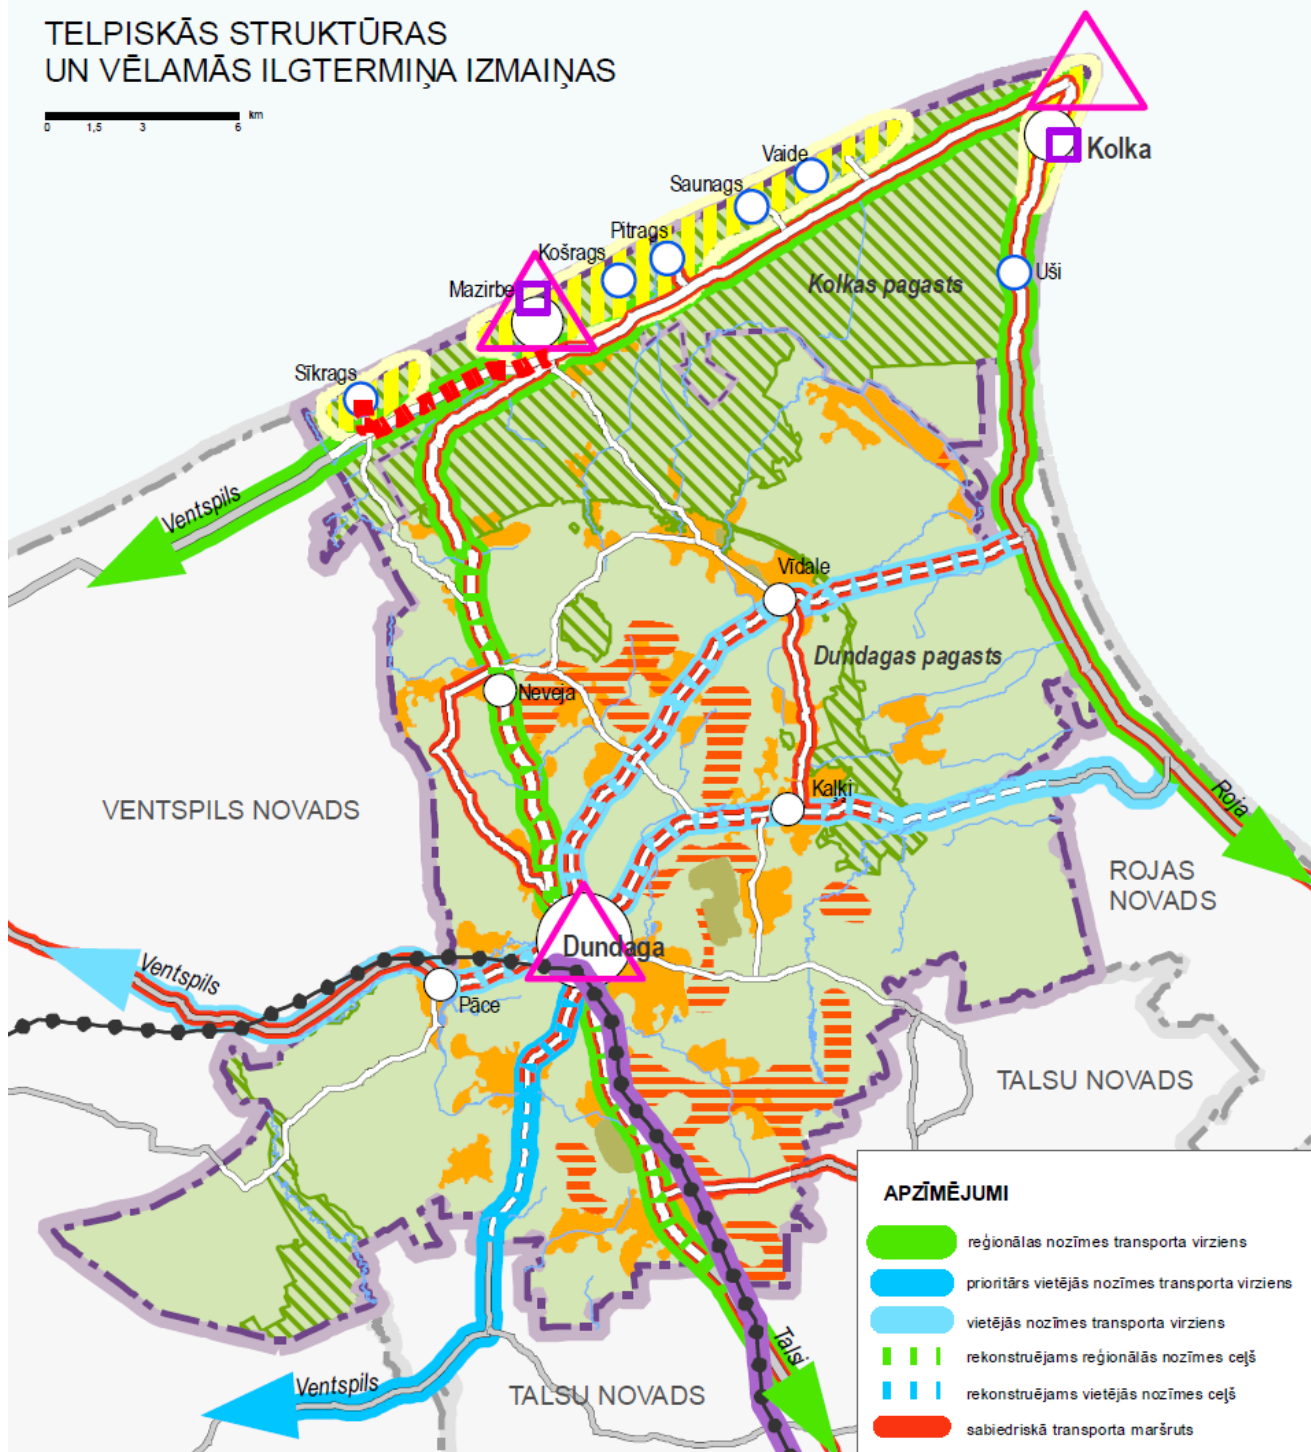 TELPISKĀS STRUKTŪRAS
UN VĒLAMĀS ILGTERMIŅA IZMAIŅAS
km
0 1,5 3 6
Kolka
Vaide
Saunags
Pitrags
Košrags
Mazirbe
Uši
Kolkas pagasts
Sīkrags
Ventspils
Vīdale
Dundagas pagasts
Neveja
Kaļķi
VENTSPILS NOVADS
Roja
ROJAS
NOVADS
Dundaga
Ventspils
Pāce
TALSU NOVADS
Talsi
Ventspils
TALSU NOVADS
APZĪMĒJUMI
reģionālas nozīmes transporta virziens
prioritārs vietējās nozīmes transporta virziens
vietējās nozīmes transporta virziens
rekonstruējams reģionālās nozīmes ceļš
rekonstruējams vietējās nozīmes ceļš
sabiedriskā transporta maršruts